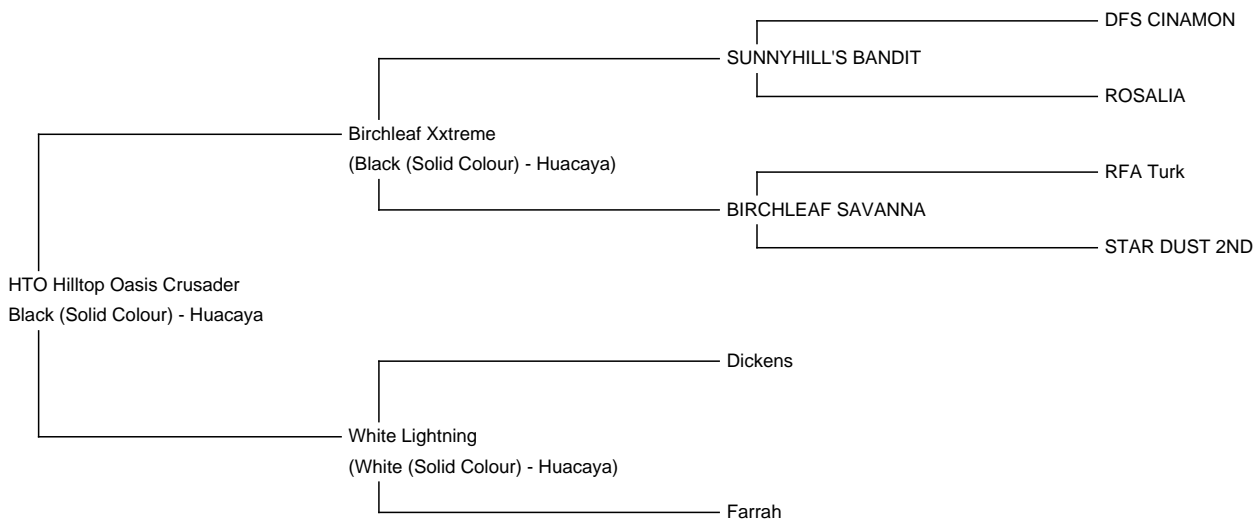 DFS CINAMON
SUNNYHILL'S BANDIT
ROSALIA
Birchleaf Xxtreme
(Black (Solid Colour) - Huacaya)
RFA Turk
BIRCHLEAF SAVANNA
STAR DUST 2ND
HTO Hilltop Oasis Crusader
Black (Solid Colour) - Huacaya
Dickens
White Lightning
(White (Solid Colour) - Huacaya)
Farrah